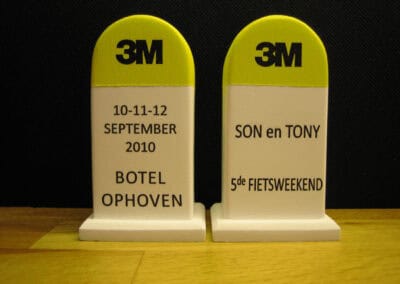 3M
10-11-12
SEPTEMBER
2010
BOTEL
OPHOVEN
3M
SON en TONY
5de FIETSWEEKEND